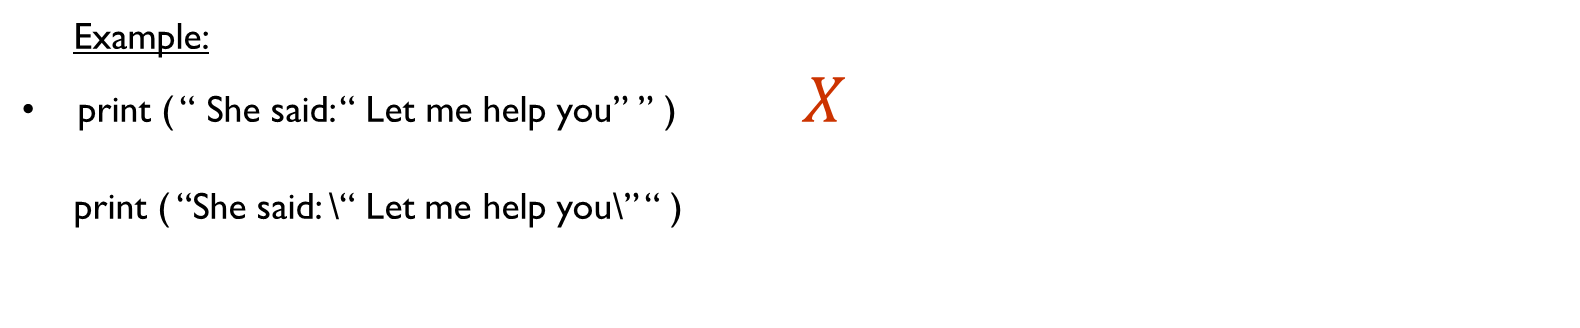 Example:
• print ( “ She said: “ Let me help you” ” ) X
print ( “She said: \“ Let me help you\” “ )